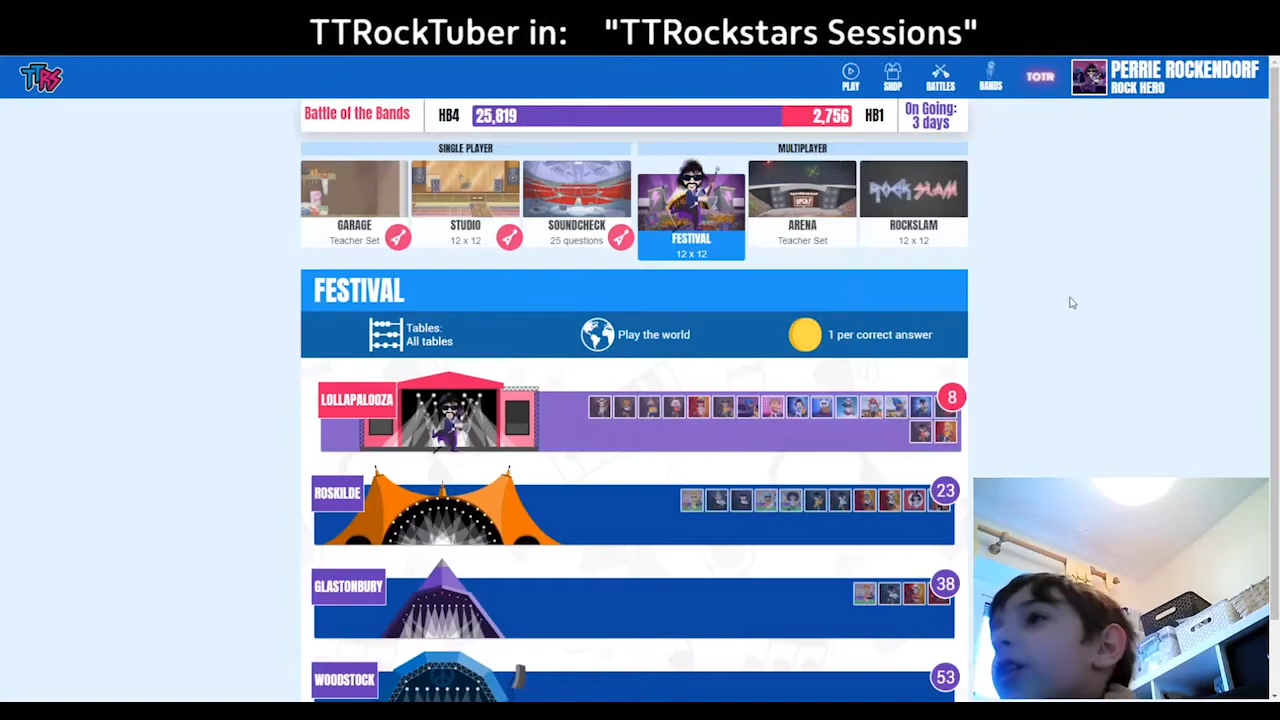 TTRockTuber in: "TTRockstars Sessions"
TTRS
PLAY SHOP BATTLES BANDS TOTR
PERRIE ROCKENDORF
ROCK HERO
Battle of the Bands HB4 25,819 2,756 HB1 On Going:
3 days
SINGLE PLAYER MULTIPLAYER
ROCK SLAM
GARAGE STUDIO SOUNDCHECK FESTIVAL ARENA ROCKSLAM
Teacher Set 12 x 12 25 questions 12 x 12 Teacher Set 12 x 12
FESTIVAL
Tables:
All tables
Play the world
1 per correct answer
LOLLAPALOOZA 8
ROSKILDE 23
GLASTONBURY 38
WOODSTOCK 53